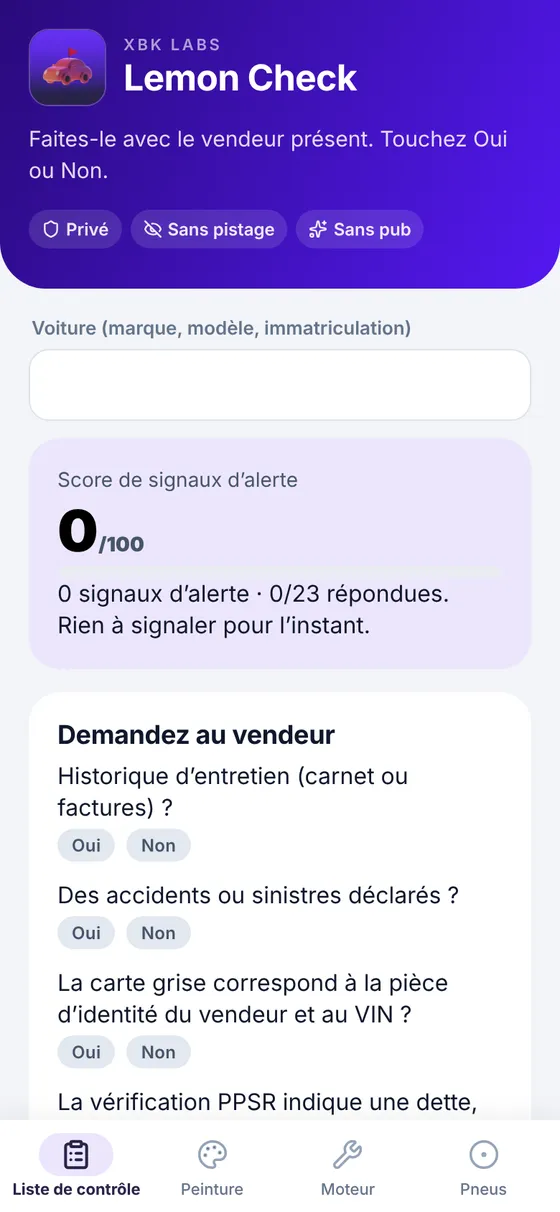 XBK LABS
Lemon Check
Faites-le avec le vendeur présent. Touchez Oui
ou Non.
Privé
Sans pistage
Sans pub
Voiture (marque, modèle, immatriculation)
Score de signaux d’alerte
0/100
0 signaux d’alerte · 0/23 répondues.
Rien à signaler pour l’instant.
Demandez au vendeur
Historique d’entretien (carnet ou
factures) ?
Oui Non
Des accidents ou sinistres déclarés ?
Oui Non
La carte grise correspond à la pièce
d’identité du vendeur et au VIN ?
Oui Non
La vérification PPSR indique une dette,
Liste de contrôle Peinture Moteur Pneus